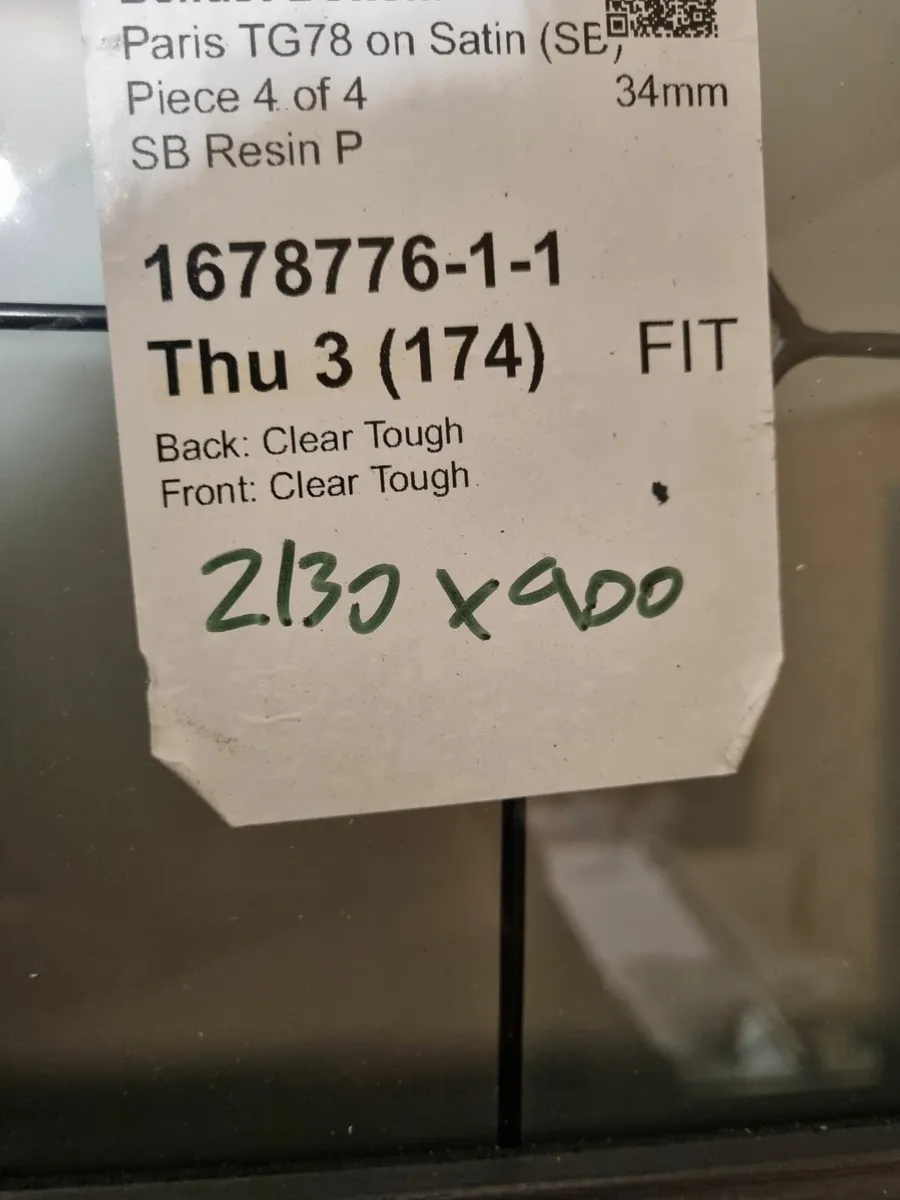 Paris TG78 on Satin (SE,
Piece 4 of 4 34mm
SB Resin P
1678776-1-1
Thu 3 (174) FIT
Back: Clear Tough
Front: Clear Tough
2130 x 900